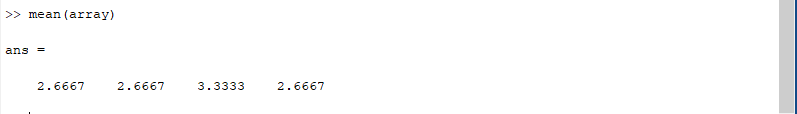 >> mean(array)
ans =
2.6667 2.6667 3.3333 2.6667